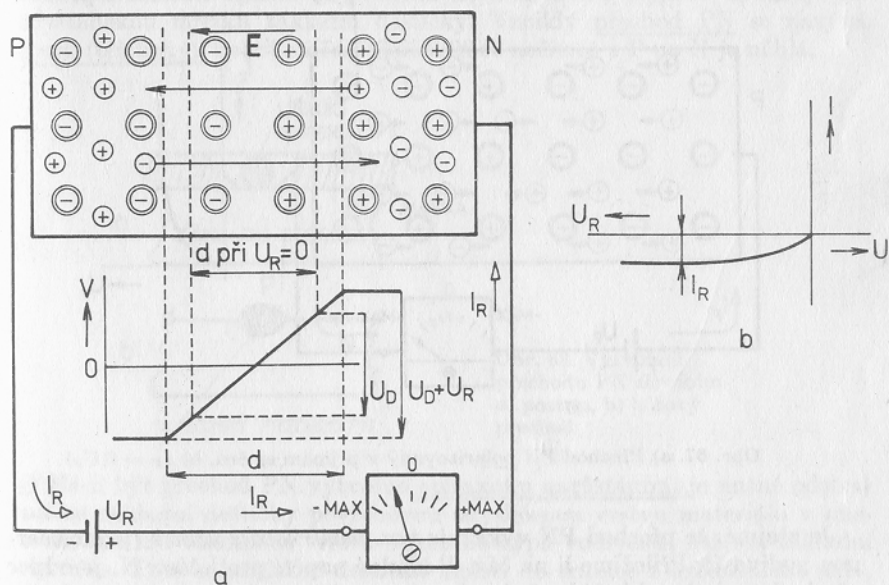 P
E
N
d při U_R=0
V
0
U_D
U_D+U_R
I_R
d
I_R
U_R
I_R
-MAX
0
+MAX
a
I
U_R
U
I_R
b